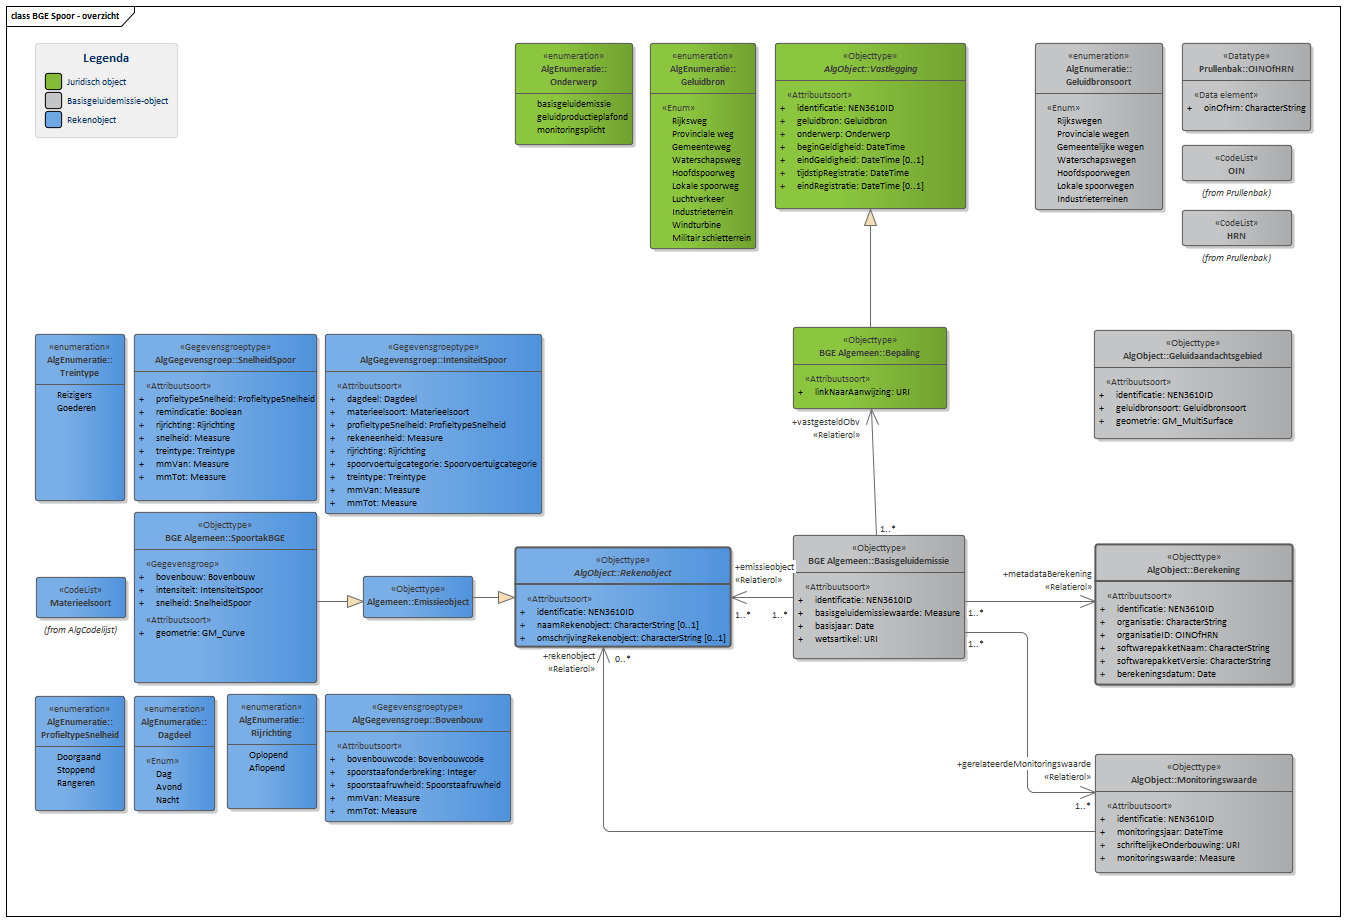 class BGE Spoor - overzicht
Legenda
Juridisch object
Basisgeluidemissie-object
Rekenobject
«enumeration»
AlgEnumeratie::
Onderwerp
basisgeluidemissie
geluidproductieplafond
monitoringsplicht
«enumeration»
AlgEnumeratie::
Geluidbron
«Enum»
Rijksweg
Provinciale weg
Gemeenteweg
Waterschapsweg
Hoofdspoorweg
Lokale spoorweg
Luchtverkeer
Industrieterrein
Windturbine
Militair schietterrein
«Objecttype»
AlgObject::Vastlegging
«Attribuutsoort»
+ identificatie: NEN3610ID
+ geluidbron: Geluidbron
+ onderwerp: Onderwerp
+ beginGeldigheid: DateTime
+ eindGeldigheid: DateTime [0..1]
+ tijdstipRegistratie: DateTime
+ eindRegistratie: DateTime [0..1]
«enumeration»
AlgEnumeratie::
Geluidbronsoort
«Enum»
Rijkswegen
Provinciale wegen
Gemeentelijke wegen
Waterschapswegen
Hoofdspoorwegen
Lokale spoorwegen
Industrieterreinen
«Datatype»
Prullenbak::OINOfHRN
«Data element»
+ oinOfHrn: CharacterString
«CodeList»
OIN
(from Prullenbak)
«CodeList»
HRN
(from Prullenbak)
«enumeration»
AlgEnumeratie::
Treintype
Reizigers
Goederen
«Gegevensgroeptype»
AlgGegevensgroep::SnelheidSpoor
«Attribuutsoort»
+ profieltypeSnelheid: ProfieltypeSnelheid
+ remindicatie: Boolean
+ rijrichting: Rijrichting
+ snelheid: Measure
+ treintype: Treintype
+ mmVan: Measure
+ mmTot: Measure
«Gegevensgroeptype»
AlgGegevensgroep::IntensiteitSpoor
«Attribuutsoort»
+ dagdeel: Dagdeel
+ materieelsoort: Materieelsoort
+ profieltypeSnelheid: ProfieltypeSnelheid
+ rekeneenheid: Measure
+ rijrichting: Rijrichting
+ spoorvoertuigcategorie: Spoorvoertuigcategorie
+ treintype: Treintype
+ mmVan: Measure
+ mmTot: Measure
«Objecttype»
BGE Algemeen::Bepaling
«Attribuutsoort»
+ linkNaarAanwijzing: URI
+vastgesteldObv
«Relatierol»
1..*
«Objecttype»
AlgObject::Geluidaandachtsgebied
«Attribuutsoort»
+ identificatie: NEN3610ID
+ geluidbronsoort: Geluidbronsoort
+ geometrie: GM_MultiSurface
«CodeList»
Materieelsoort
(from AlgCodelijst)
«Objecttype»
BGE Algemeen::SpoortakBGE
«Gegevensgroep»
+ bovenbouw: Bovenbouw
+ intensiteit: IntensiteitSpoor
+ snelheid: SnelheidSpoor
«Attribuutsoort»
+ geometrie: GM_Curve
«Objecttype»
Algemeen::Emissieobject
«Objecttype»
AlgObject::Rekenobject
«Attribuutsoort»
+ identificatie: NEN3610ID
+ naamRekenobject: CharacterString [0..1]
+ omschrijvingRekenobject: CharacterString [0..1]
+emissieobject
«Relatierol»
1..*
1..*
«Objecttype»
BGE Algemeen::Basisgeluidemissie
«Attribuutsoort»
+ identificatie: NEN3610ID
+ basisgeluidemissiewaarde: Measure
+ basisjaar: Date
+ wetsartikel: URI
+metadataBerekening
«Relatierol»
1..*
1..*
«Objecttype»
AlgObject::Berekening
«Attribuutsoort»
+ identificatie: NEN3610ID
+ organisatie: CharacterString
+ organisatieID: OINOfHRN
+ softwarepakketNaam: CharacterString
+ softwarepakketVersie: CharacterString
+ berekeningsdatum: Date
+rekenobject
«Relatierol»
0..*
«enumeration»
AlgEnumeratie::
ProfieltypeSnelheid
Doorgaand
Stoppend
Rangeren
«enumeration»
AlgEnumeratie::
Dagdeel
«Enum»
Dag
Avond
Nacht
«enumeration»
AlgEnumeratie::
Rijrichting
Oplopend
Aflopend
«Gegevensgroeptype»
AlgGegevensgroep::Bovenbouw
«Attribuutsoort»
+ bovenbouwcode: Bovenbouwcode
+ spoorstaafonderbreking: Integer
+ spoorstaafruwheid: Spoorstaafruwheid
+ mmVan: Measure
+ mmTot: Measure
+gerelateerdeMonitoringswaarde
«Relatierol»
1..*
«Objecttype»
AlgObject::Monitoringswaarde
«Attribuutsoort»
+ identificatie: NEN3610ID
+ monitoringsjaar: DateTime
+ schriftelijkeOnderbouwing: URI
+ monitoringswaarde: Measure